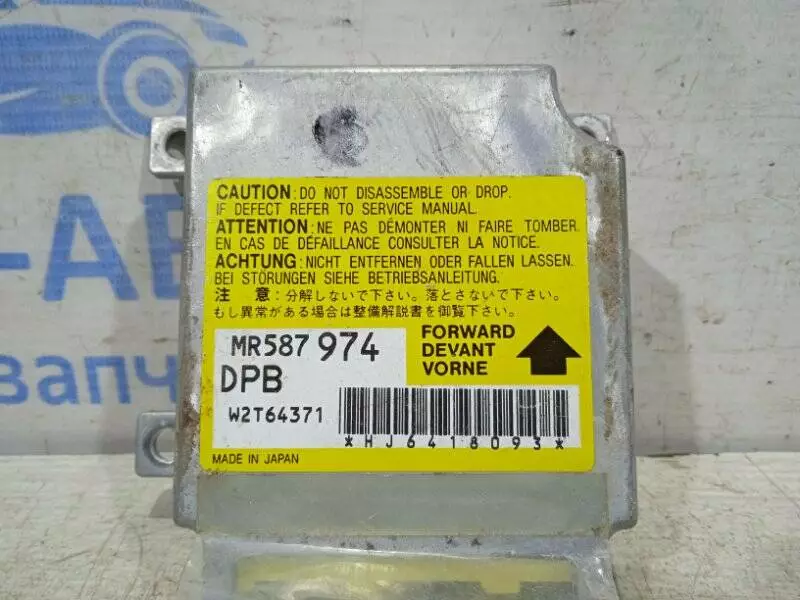 CAUTION : DO NOT DISASSEMBLE OR DROP.
IF DEFECT REFER TO SERVICE MANUAL.
ATTENTION : NE PAS DÉMONTER NI FAIRE TOMBER.
EN CAS DE DÉFAILLANCE CONSULTER LA NOTICE.
ACHTUNG : NICHT ENTFERNEN ODER FALLEN LASSEN.
BEI STÖRUNGEN SIEHE BETRIEBSANLEITUNG.
注 意 : 分解しないで下さい。落とさないで下さい。
もし異常がある場合は整備解説書を御覧下さい。
MR587 974
FORWARD
DEVANT
VORNE
DPB
W2T64371
*HJ6418093*
MADE IN JAPAN